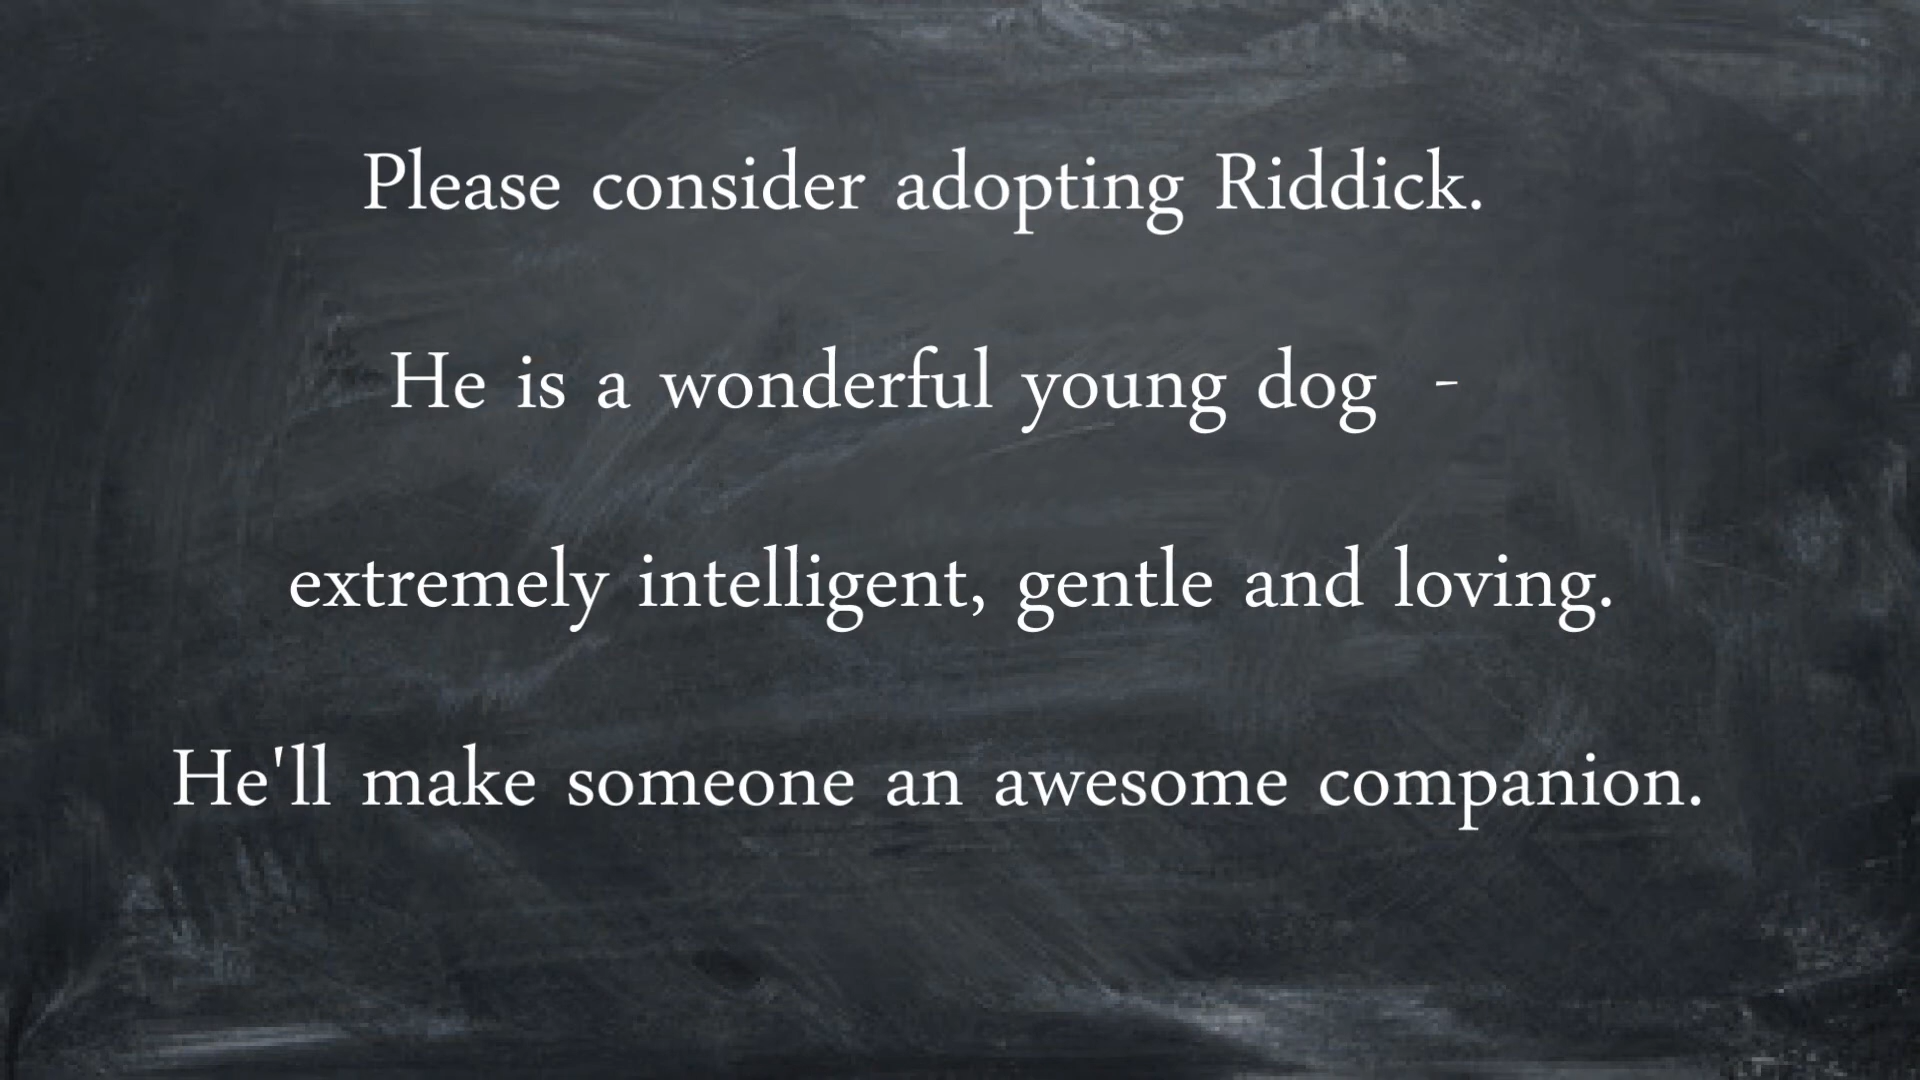 Please consider adopting Riddick.
He is a wonderful young dog -
extremely intelligent, gentle and loving.
He'll make someone an awesome companion.